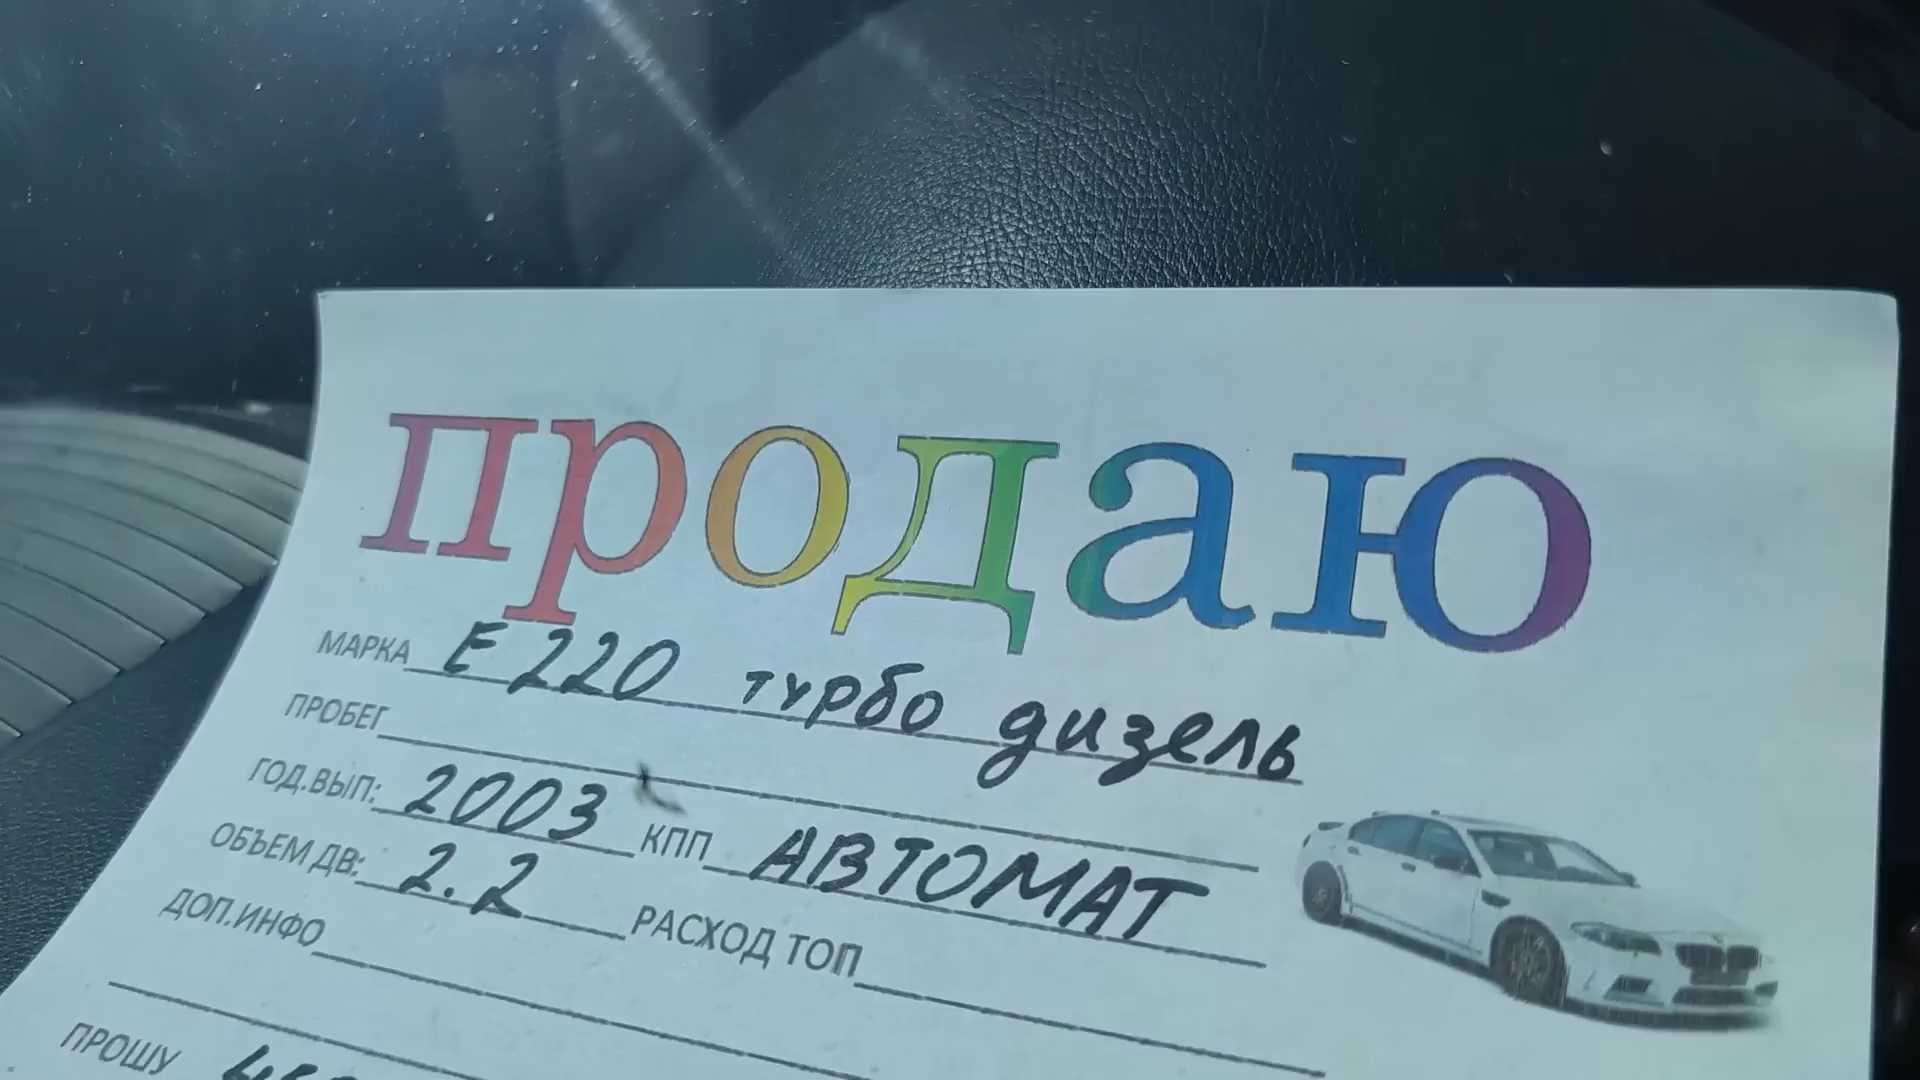 продаю
МАРКА Е 220 турбо дизель
ПРОБЕГ
ГОД.ВЫП: 2003 КПП АВТОМАТ
ОБЪЕМ ДВ: 2.2 РАСХОД ТОП
ДОП.ИНФО
ПРОШУ